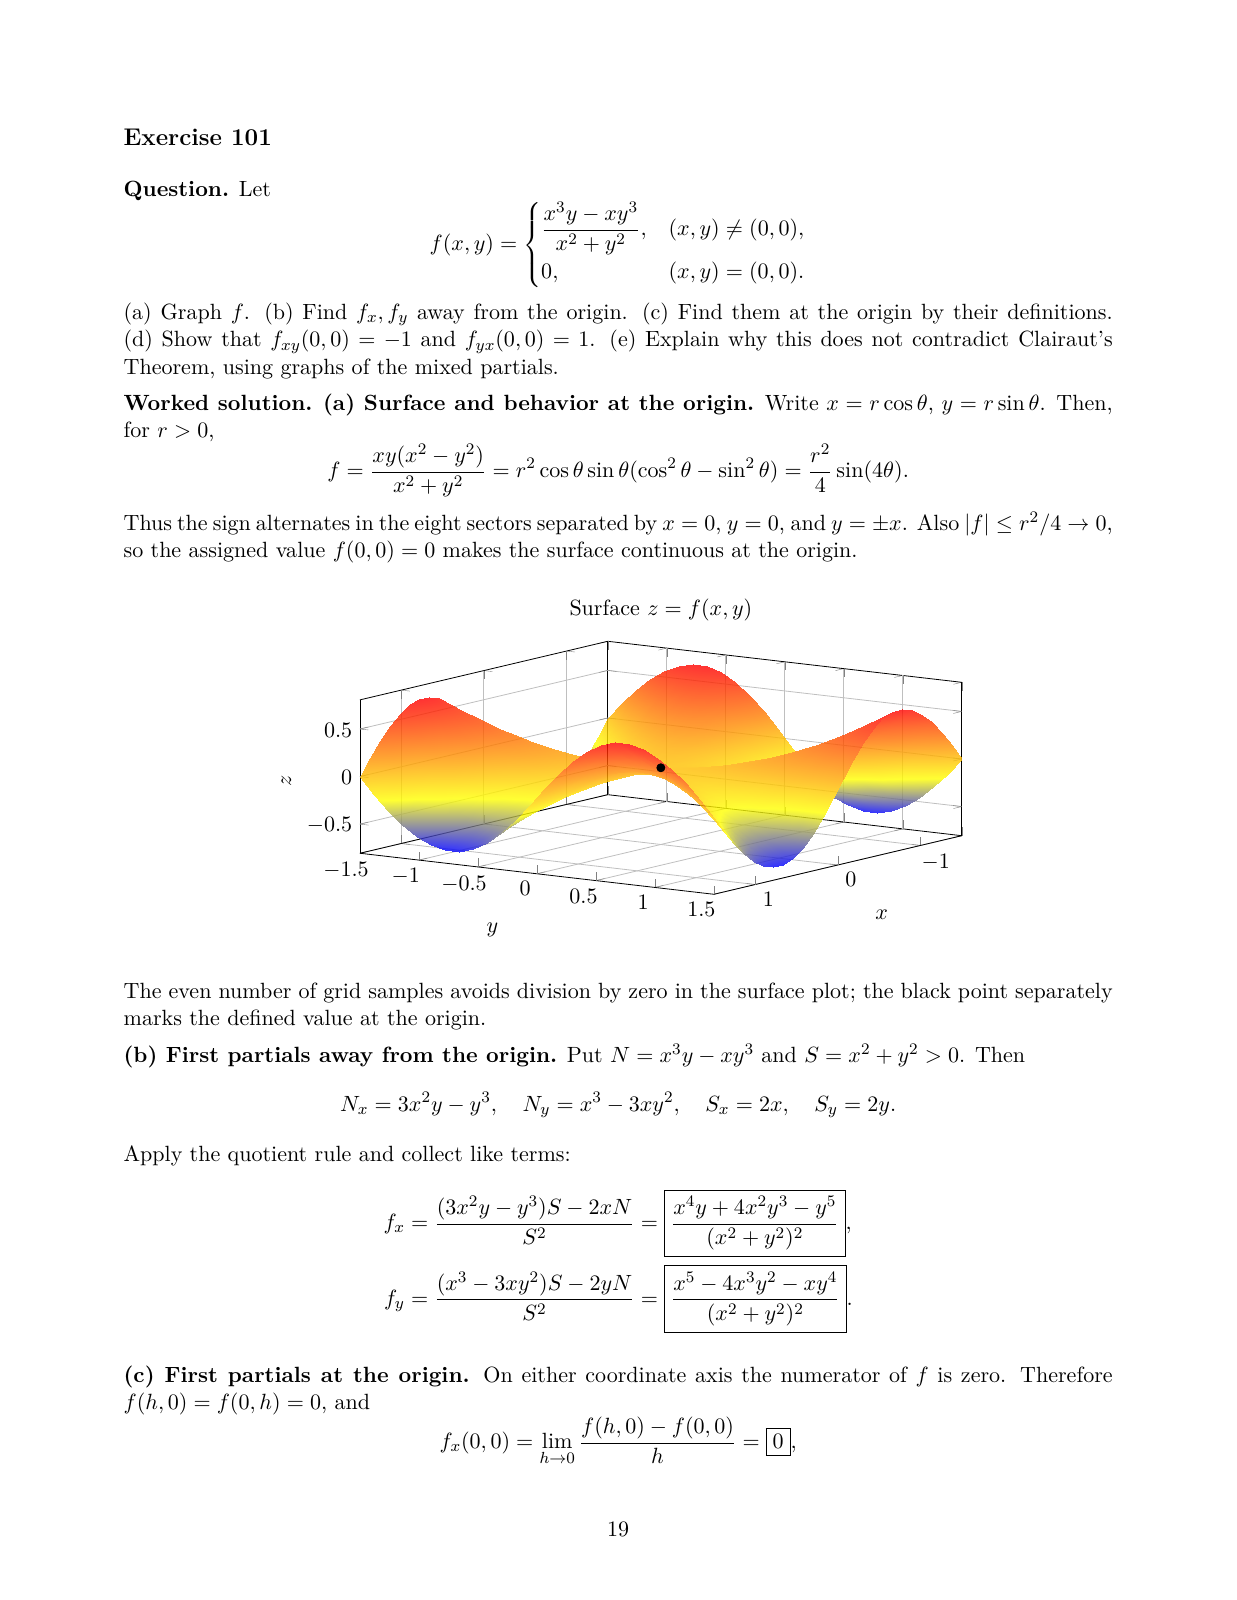 Exercise 101
Question. Let
f(x, y) = { (x³y − xy³)/(x² + y²), (x, y) ≠ (0, 0),
0, (x, y) = (0, 0).
(a) Graph f. (b) Find fₓ, f_y away from the origin. (c) Find them at the origin by their definitions.
(d) Show that f_xy(0, 0) = −1 and f_yx(0, 0) = 1. (e) Explain why this does not contradict Clairaut's
Theorem, using graphs of the mixed partials.
Worked solution. (a) Surface and behavior at the origin. Write x = r cos θ, y = r sin θ. Then,
for r > 0,
f = xy(x² − y²)/(x² + y²) = r² cos θ sin θ(cos² θ − sin² θ) = r²/4 sin(4θ).
Thus the sign alternates in the eight sectors separated by x = 0, y = 0, and y = ±x. Also |f| ≤ r²/4 → 0,
so the assigned value f(0, 0) = 0 makes the surface continuous at the origin.
Surface z = f(x, y)
0.5
0
−0.5
z
−1.5
−1
−0.5
0
0.5
1
1.5
y
1
0
−1
x
The even number of grid samples avoids division by zero in the surface plot; the black point separately
marks the defined value at the origin.
(b) First partials away from the origin. Put N = x³y − xy³ and S = x² + y² > 0. Then
Nₓ = 3x²y − y³, N_y = x³ − 3xy², Sₓ = 2x, S_y = 2y.
Apply the quotient rule and collect like terms:
fₓ = ((3x²y − y³)S − 2xN)/S² = (x⁴y + 4x²y³ − y⁵)/(x² + y²)²,
f_y = ((x³ − 3xy²)S − 2yN)/S² = (x⁵ − 4x³y² − xy⁴)/(x² + y²)².
(c) First partials at the origin. On either coordinate axis the numerator of f is zero. Therefore
f(h, 0) = f(0, h) = 0, and
fₓ(0, 0) = lim h→0 (f(h, 0) − f(0, 0))/h = 0,
19